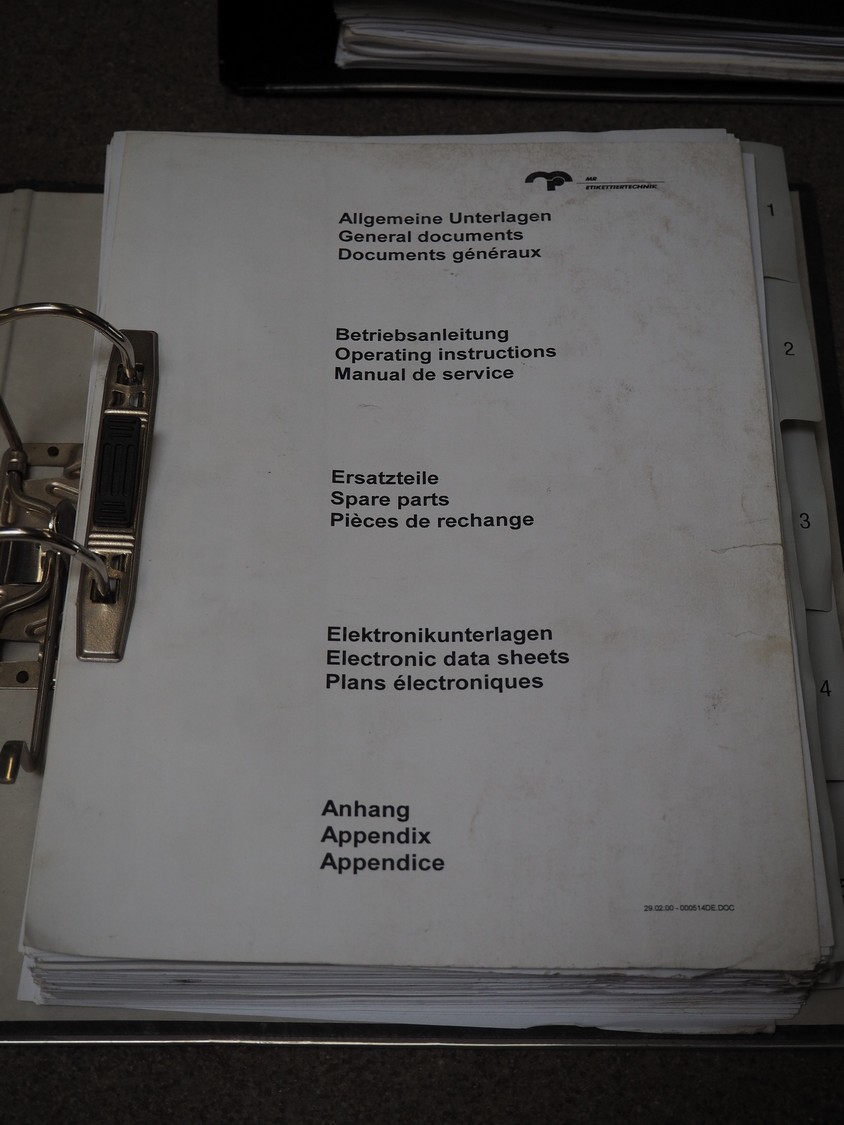 ETIKETTIERTECHNIK
1
Allgemeine Unterlagen
General documents
Documents généraux
2
Betriebsanleitung
Operating instructions
Manual de service
3
Ersatzteile
Spare parts
Pièces de rechange
4
Elektronikunterlagen
Electronic data sheets
Plans électroniques
Anhang
Appendix
Appendice
29.02.00 - 000514DE.DOC